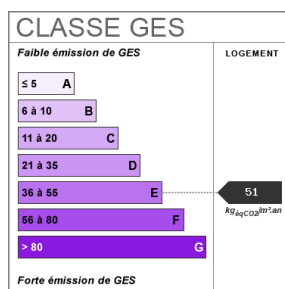 CLASSE GES
Faible émission de GES
LOGEMENT
≤ 5 A
6 à 10 B
11 à 20 C
21 à 35 D
36 à 55 E
51
kgéqCO2/m².an
56 à 80 F
> 80 G
Forte émission de GES